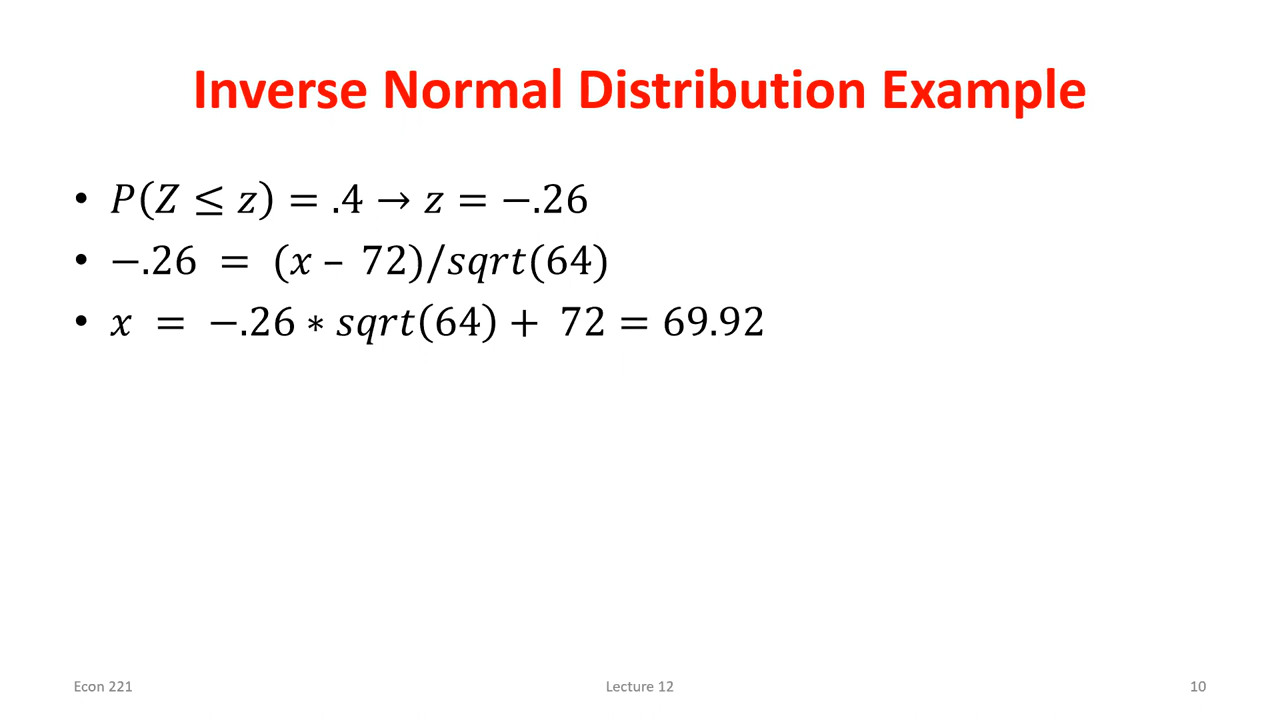 Inverse Normal Distribution Example
• P(Z ≤ z) = .4 → z = −.26
• −.26 = (x – 72)/sqrt(64)
• x = −.26 ∗ sqrt(64) + 72 = 69.92
Econ 221
Lecture 12
10